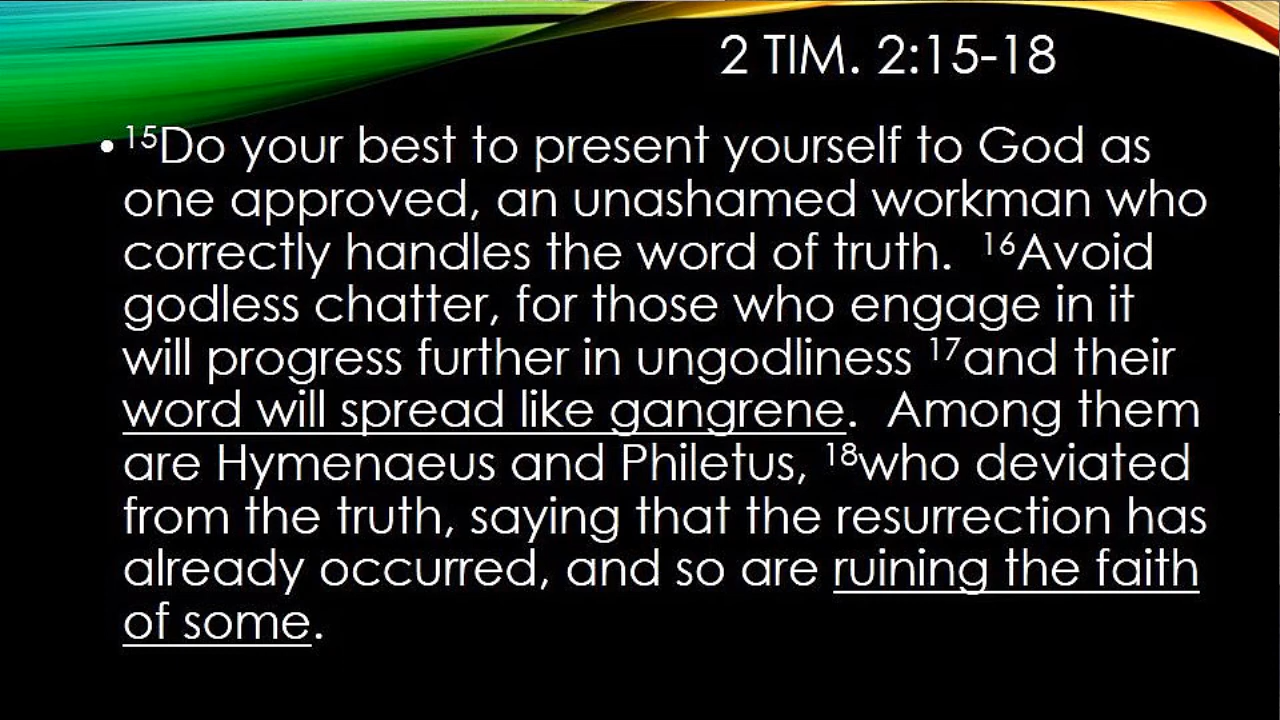 2 TIM. 2:15-18
• ¹⁵Do your best to present yourself to God as
one approved, an unashamed workman who
correctly handles the word of truth.  ¹⁶Avoid
godless chatter, for those who engage in it
will progress further in ungodliness ¹⁷and their
word will spread like gangrene.  Among them
are Hymenaeus and Philetus, ¹⁸who deviated
from the truth, saying that the resurrection has
already occurred, and so are ruining the faith
of some.